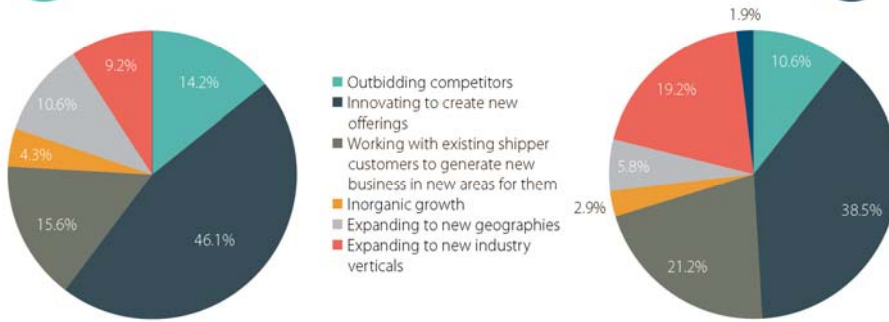 1.9%
9.2%
14.2%
10.6%
4.3%
15.6%
46.1%
Outbidding competitors
Innovating to create new
offerings
Working with existing shipper
customers to generate new
business in new areas for them
Inorganic growth
Expanding to new geographies
Expanding to new industry
verticals
10.6%
19.2%
5.8%
2.9%
38.5%
21.2%